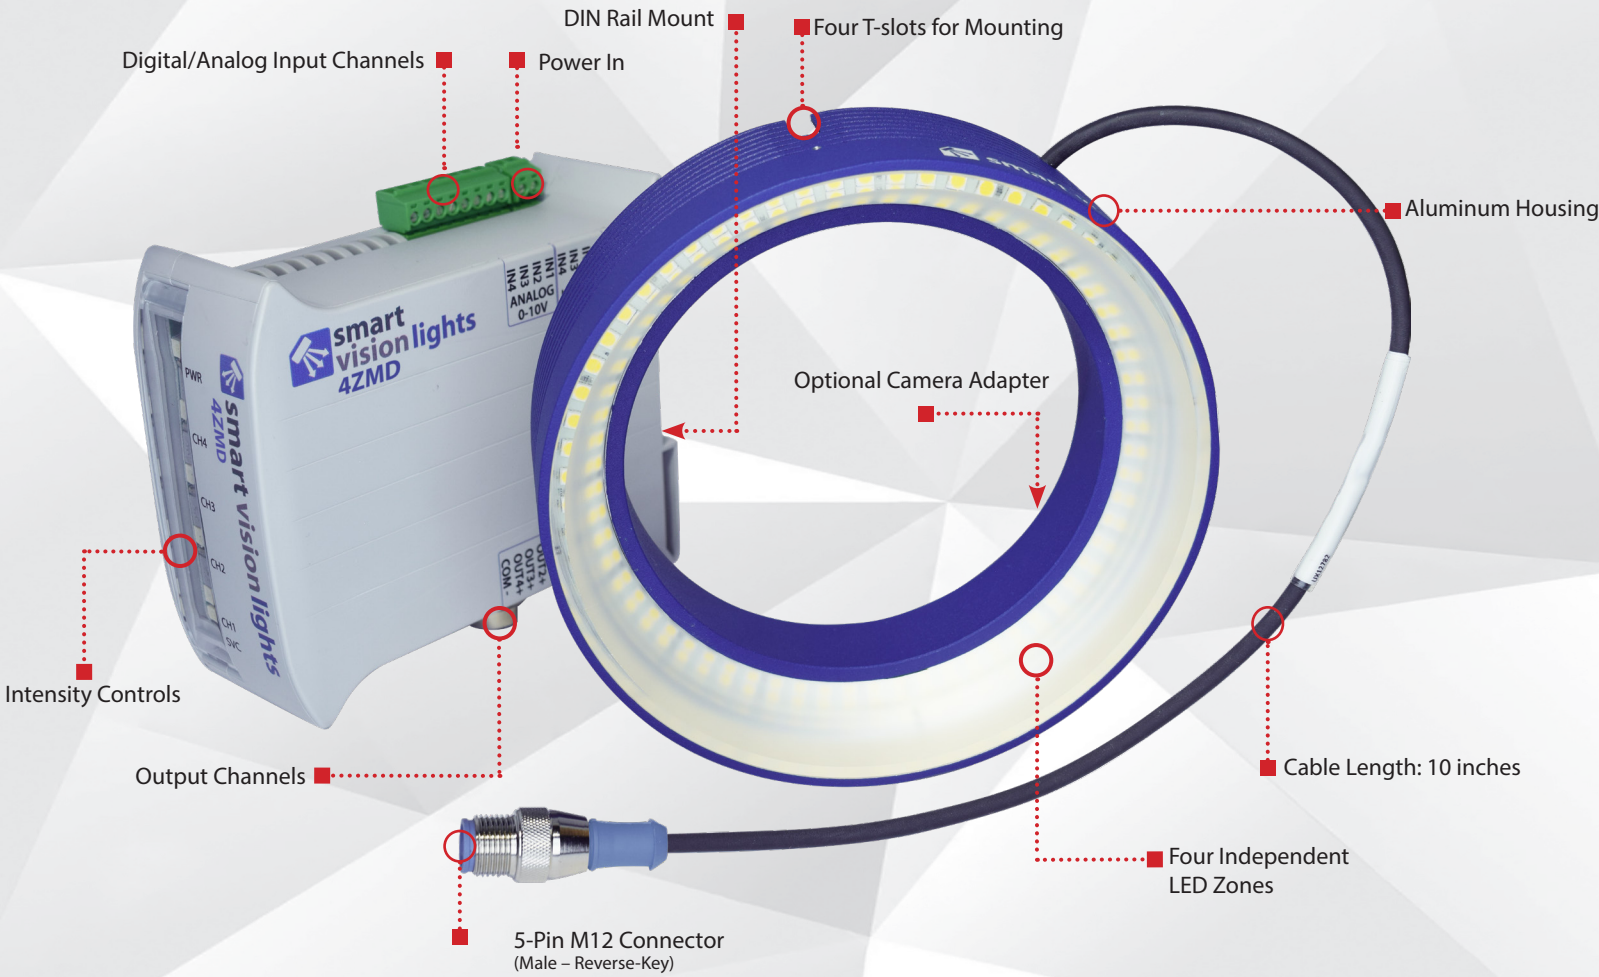 DIN Rail Mount
Four T-slots for Mounting
Digital/Analog Input Channels
Power In
smart
Aluminum Housing
IN1
IN2
IN3
IN4
ANALOG
0-10V
IN3
IN4
smart
vision lights
4ZMD
PWR
CH4
CH3
CH2
CH1
SVC
smart vision lights
4ZMD
Optional Camera Adapter
OUT2+
OUT3+
OUT4+
COM-
Intensity Controls
Output Channels
Cable Length: 10 inches
Four Independent
LED Zones
5-Pin M12 Connector
(Male – Reverse-Key)